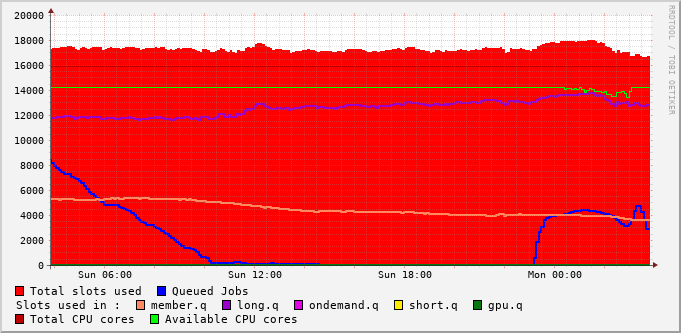 20000
18000
16000
14000
12000
10000
8000
6000
4000
2000
0
Sun 06:00 Sun 12:00 Sun 18:00 Mon 00:00
Total slots used Queued Jobs
Slots used in : member.q long.q ondemand.q short.q gpu.q
Total CPU cores Available CPU cores
RRDTOOL / TOBI OETIKER